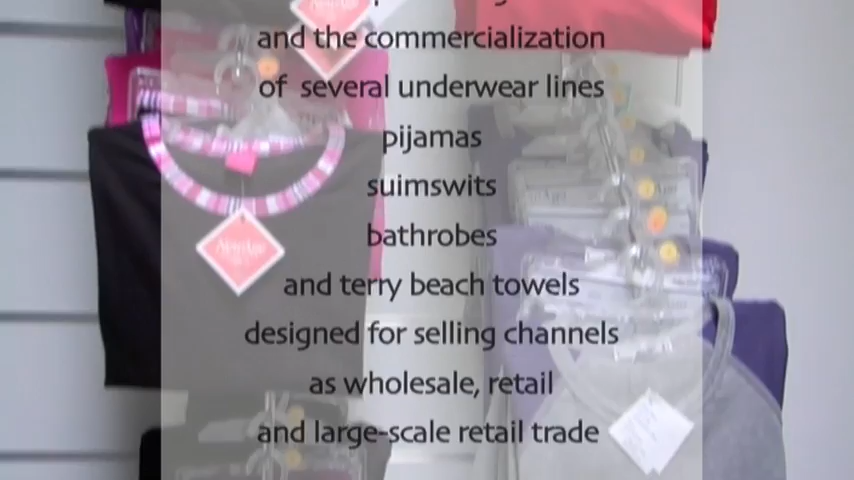 and the commercialization
of several underwear lines
pijamas
suimswits
bathrobes
and terry beach towels
designed for selling channels
as wholesale, retail
and large-scale retail trade